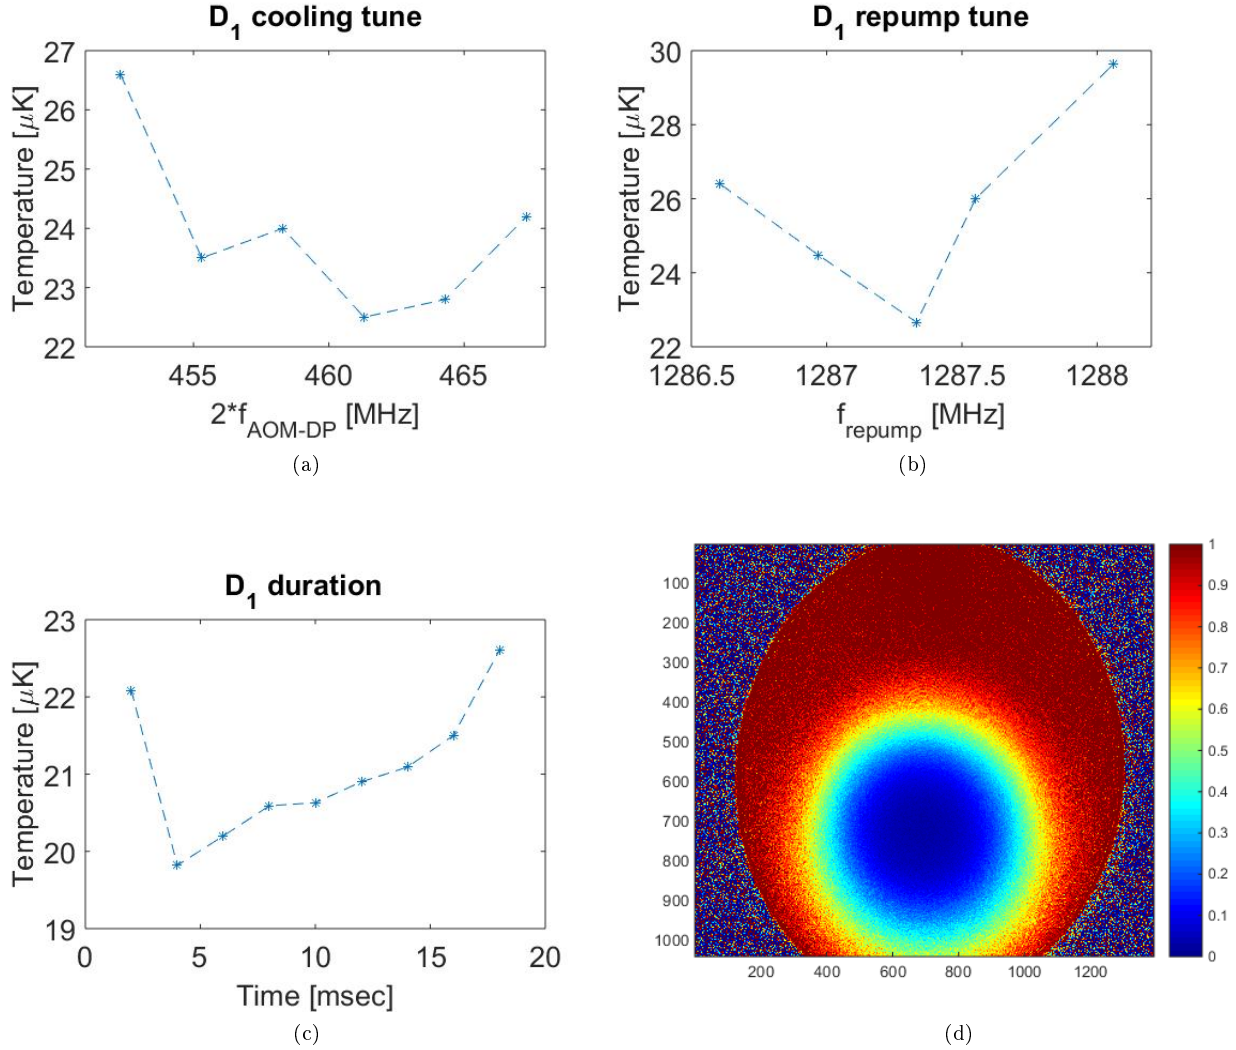 D1 cooling tune
27
26
25
24
23
22
Temperature [μK]
455 460 465
2*fAOM-DP [MHz]
(a)
D1 repump tune
30
28
26
24
22
Temperature [μK]
1286.5 1287 1287.5 1288
frepump [MHz]
(b)
D1 duration
23
22
21
20
19
Temperature [μK]
0 5 10 15 20
Time [msec]
(c)
100
200
300
400
500
600
700
800
900
1000
200 400 600 800 1000 1200
1
0.9
0.8
0.7
0.6
0.5
0.4
0.3
0.2
0.1
0
(d)